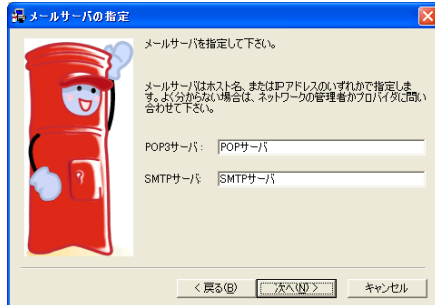 メールサーバの指定
メールサーバを指定して下さい。
メールサーバはホスト名、またはIPアドレスのいずれかで指定しま
す。よく分からない場合は、ネットワークの管理者かプロバイダに問い
合わせて下さい。
POP3サーバ: POPサーバ
SMTPサーバ: SMTPサーバ
< 戻る(B) 次へ(N) > キャンセル